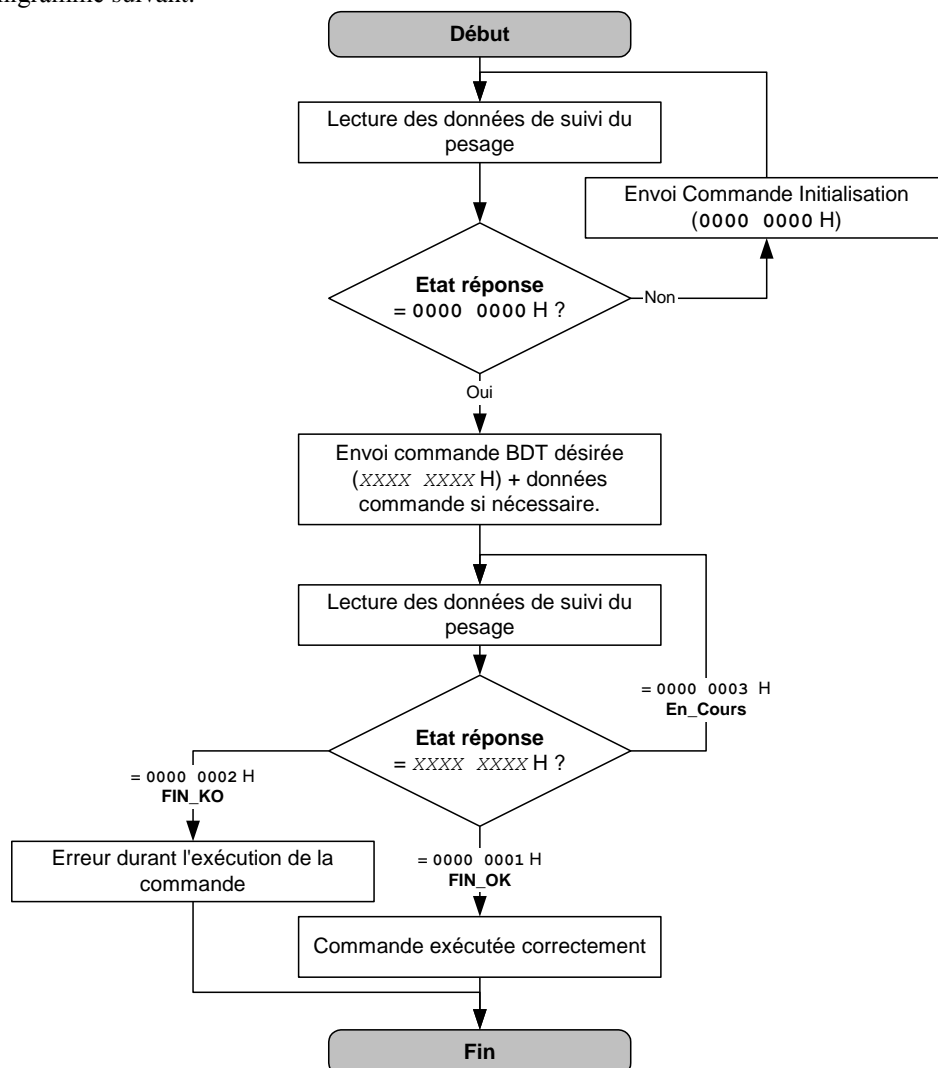 Début
Lecture des données de suivi du
pesage
Envoi Commande Initialisation
(0000 0000 H)
Etat réponse
= 0000 0000 H ?
Non
Oui
Envoi commande BDT désirée
(XXXX XXXX H) + données
commande si nécessaire.
Lecture des données de suivi du
pesage
= 0000 0003 H
En_Cours
Etat réponse
= XXXX XXXX H ?
= 0000 0002 H
FIN_KO
Erreur durant l'exécution de la
commande
= 0000 0001 H
FIN_OK
Commande exécutée correctement
Fin